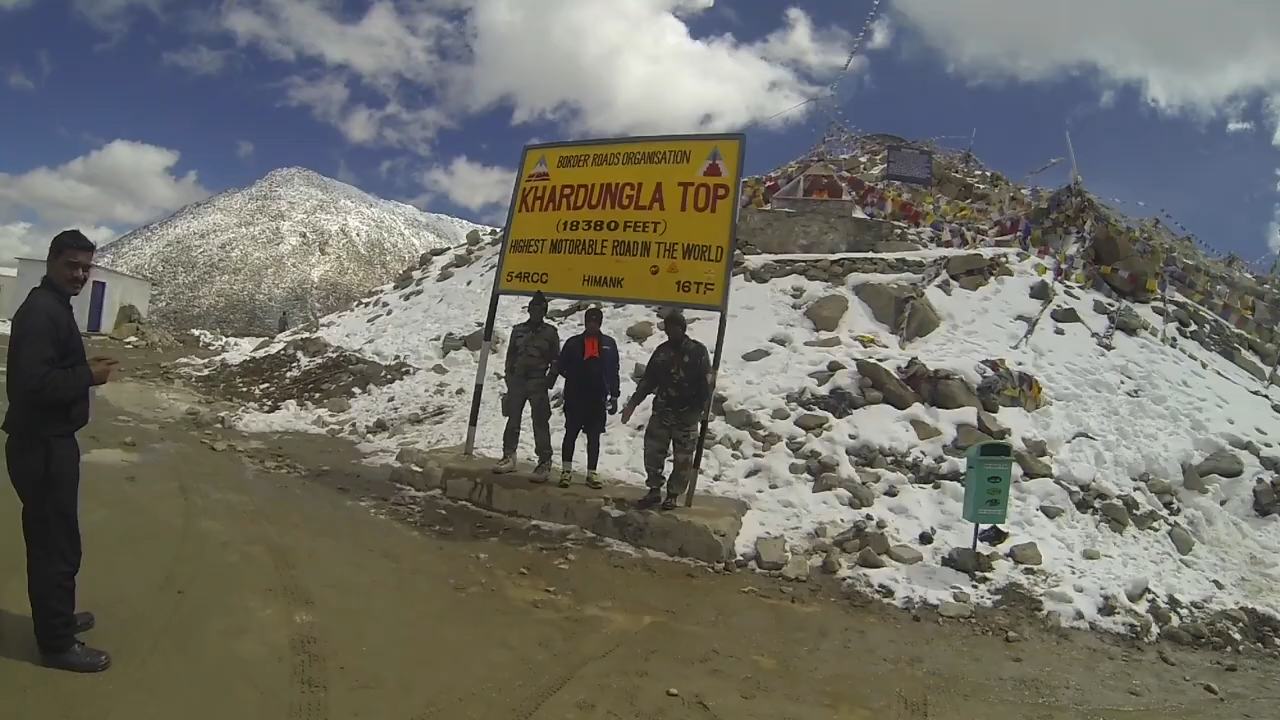 BORDER ROADS ORGANISATION
KHARDUNGLA TOP
(18380 FEET)
HIGHEST MOTORABLE ROAD IN THE WORLD
54RCC HIMANK 16TF